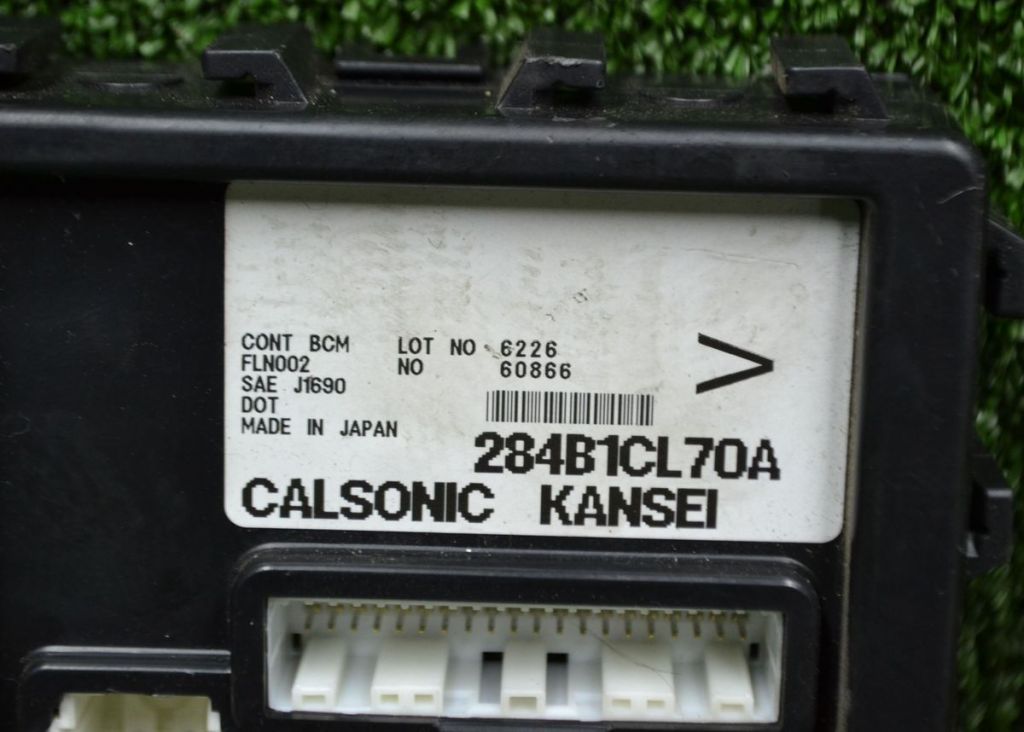 CONT BCM LOT NO 6226
FLN002 NO 60866
SAE J1690
DOT
MADE IN JAPAN
>
284B1CL70A
CALSONIC KANSEI